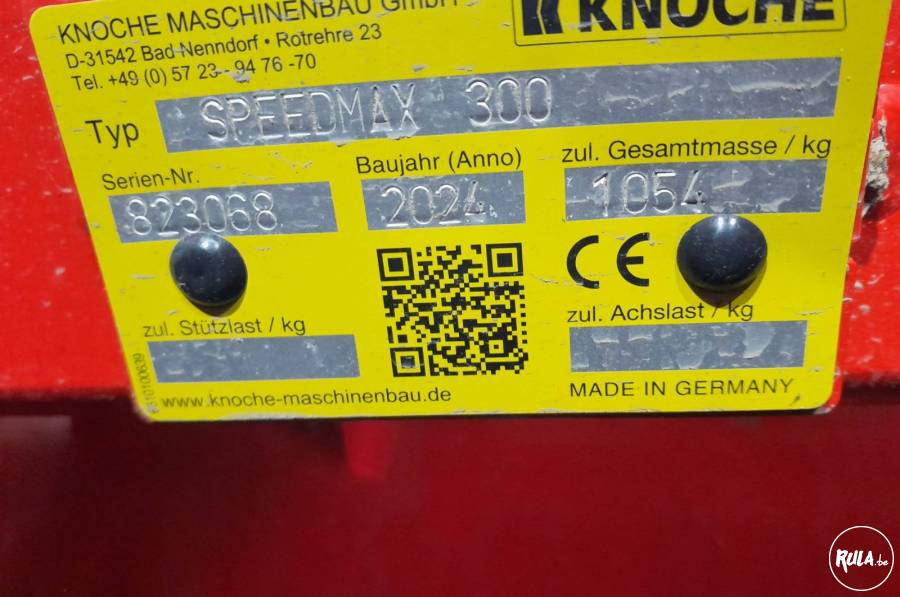 KNOCHE MASCHINENBAU GmbH
KNOCHE
D-31542 Bad Nenndorf • Rotrehre 23
Tel. +49 (0) 57 23 - 94 76 -70
Typ SPEEDMAX 300
Serien-Nr. Baujahr (Anno) zul. Gesamtmasse / kg
823068 2024 1054
CE
zul. Stützlast / kg zul. Achslast / kg
MADE IN GERMANY
www.knoche-maschinenbau.de
RULA.be